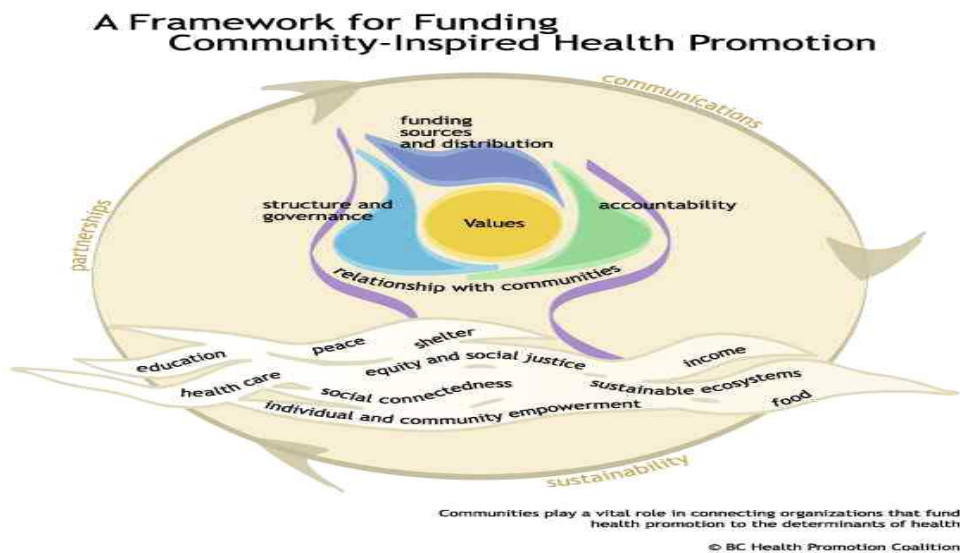 A Framework for Funding
Community-Inspired Health Promotion
communications
funding
sources
and distribution
structure and
governance
Values
accountability
partnerships
relationship with communities
education
peace
shelter
equity and social justice
income
health care
social connectedness
sustainable ecosystems
individual and community empowerment
food
sustainability
Communities play a vital role in connecting organizations that fund
health promotion to the determinants of health
© BC Health Promotion Coalition